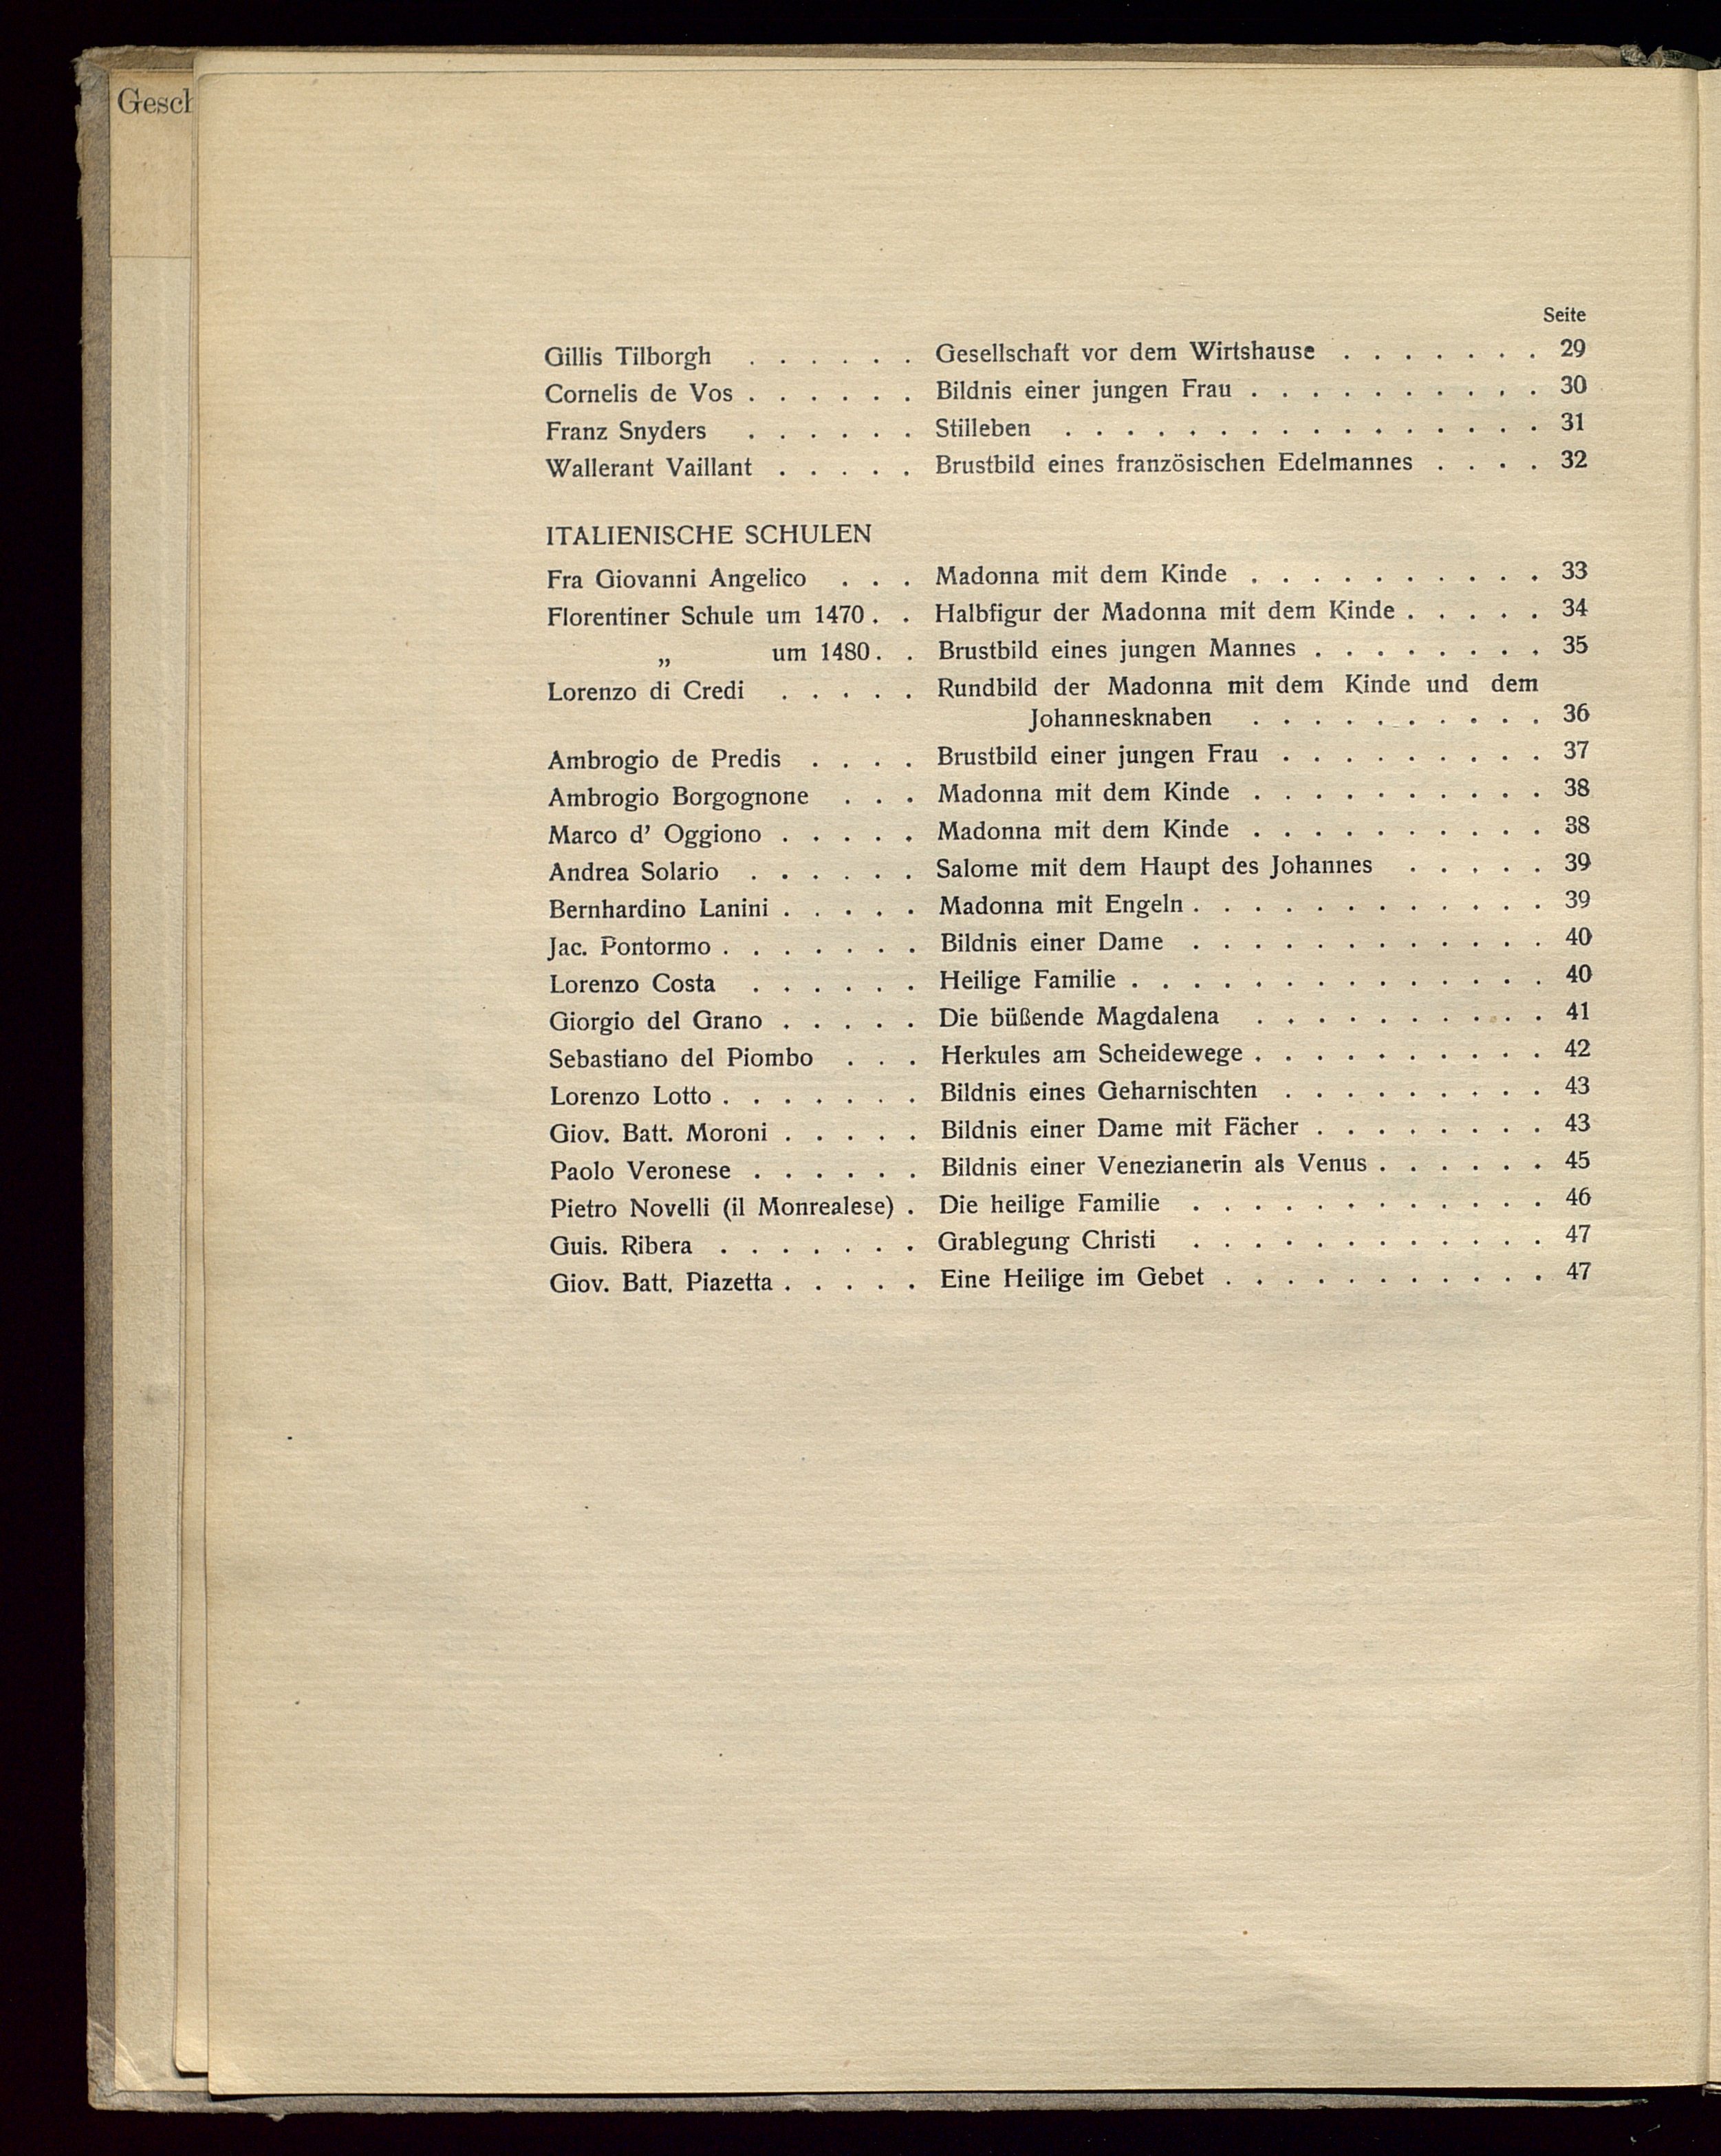 Gesch
Seite
Gillis Tilborgh . . . . . . Gesellschaft vor dem Wirtshause . . . . . . . 29
Cornelis de Vos . . . . . . Bildnis einer jungen Frau . . . . . . . . . . 30
Franz Snyders . . . . . . Stilleben . . . . . . . . . . . . . . . . 31
Wallerant Vaillant . . . . . Brustbild eines französischen Edelmannes . . . . 32
ITALIENISCHE SCHULEN
Fra Giovanni Angelico . . . Madonna mit dem Kinde . . . . . . . . . . 33
Florentiner Schule um 1470 . . Halbfigur der Madonna mit dem Kinde . . . . . 34
„ um 1480 . . Brustbild eines jungen Mannes . . . . . . . . 35
Lorenzo di Credi . . . . . Rundbild der Madonna mit dem Kinde und dem
Johannesknaben . . . . . . . . . . 36
Ambrogio de Predis . . . . Brustbild einer jungen Frau . . . . . . . . . 37
Ambrogio Borgognone . . . Madonna mit dem Kinde . . . . . . . . . . 38
Marco d' Oggiono . . . . . Madonna mit dem Kinde . . . . . . . . . . 38
Andrea Solario . . . . . . Salome mit dem Haupt des Johannes . . . . . 39
Bernhardino Lanini . . . . . Madonna mit Engeln . . . . . . . . . . . . 39
Jac. Pontormo . . . . . . . Bildnis einer Dame . . . . . . . . . . . . 40
Lorenzo Costa . . . . . . Heilige Familie . . . . . . . . . . . . . . 40
Giorgio del Grano . . . . . Die büßende Magdalena . . . . . . . . . . 41
Sebastiano del Piombo . . . Herkules am Scheidewege . . . . . . . . . . 42
Lorenzo Lotto . . . . . . . Bildnis eines Geharnischten . . . . . . . . . 43
Giov. Batt. Moroni . . . . . Bildnis einer Dame mit Fächer . . . . . . . . 43
Paolo Veronese . . . . . . Bildnis einer Venezianerin als Venus . . . . . . 45
Pietro Novelli (il Monrealese) . Die heilige Familie . . . . . . . . . . . . 46
Guis. Ribera . . . . . . . Grablegung Christi . . . . . . . . . . . . 47
Giov. Batt. Piazetta . . . . . Eine Heilige im Gebet . . . . . . . . . . . 47